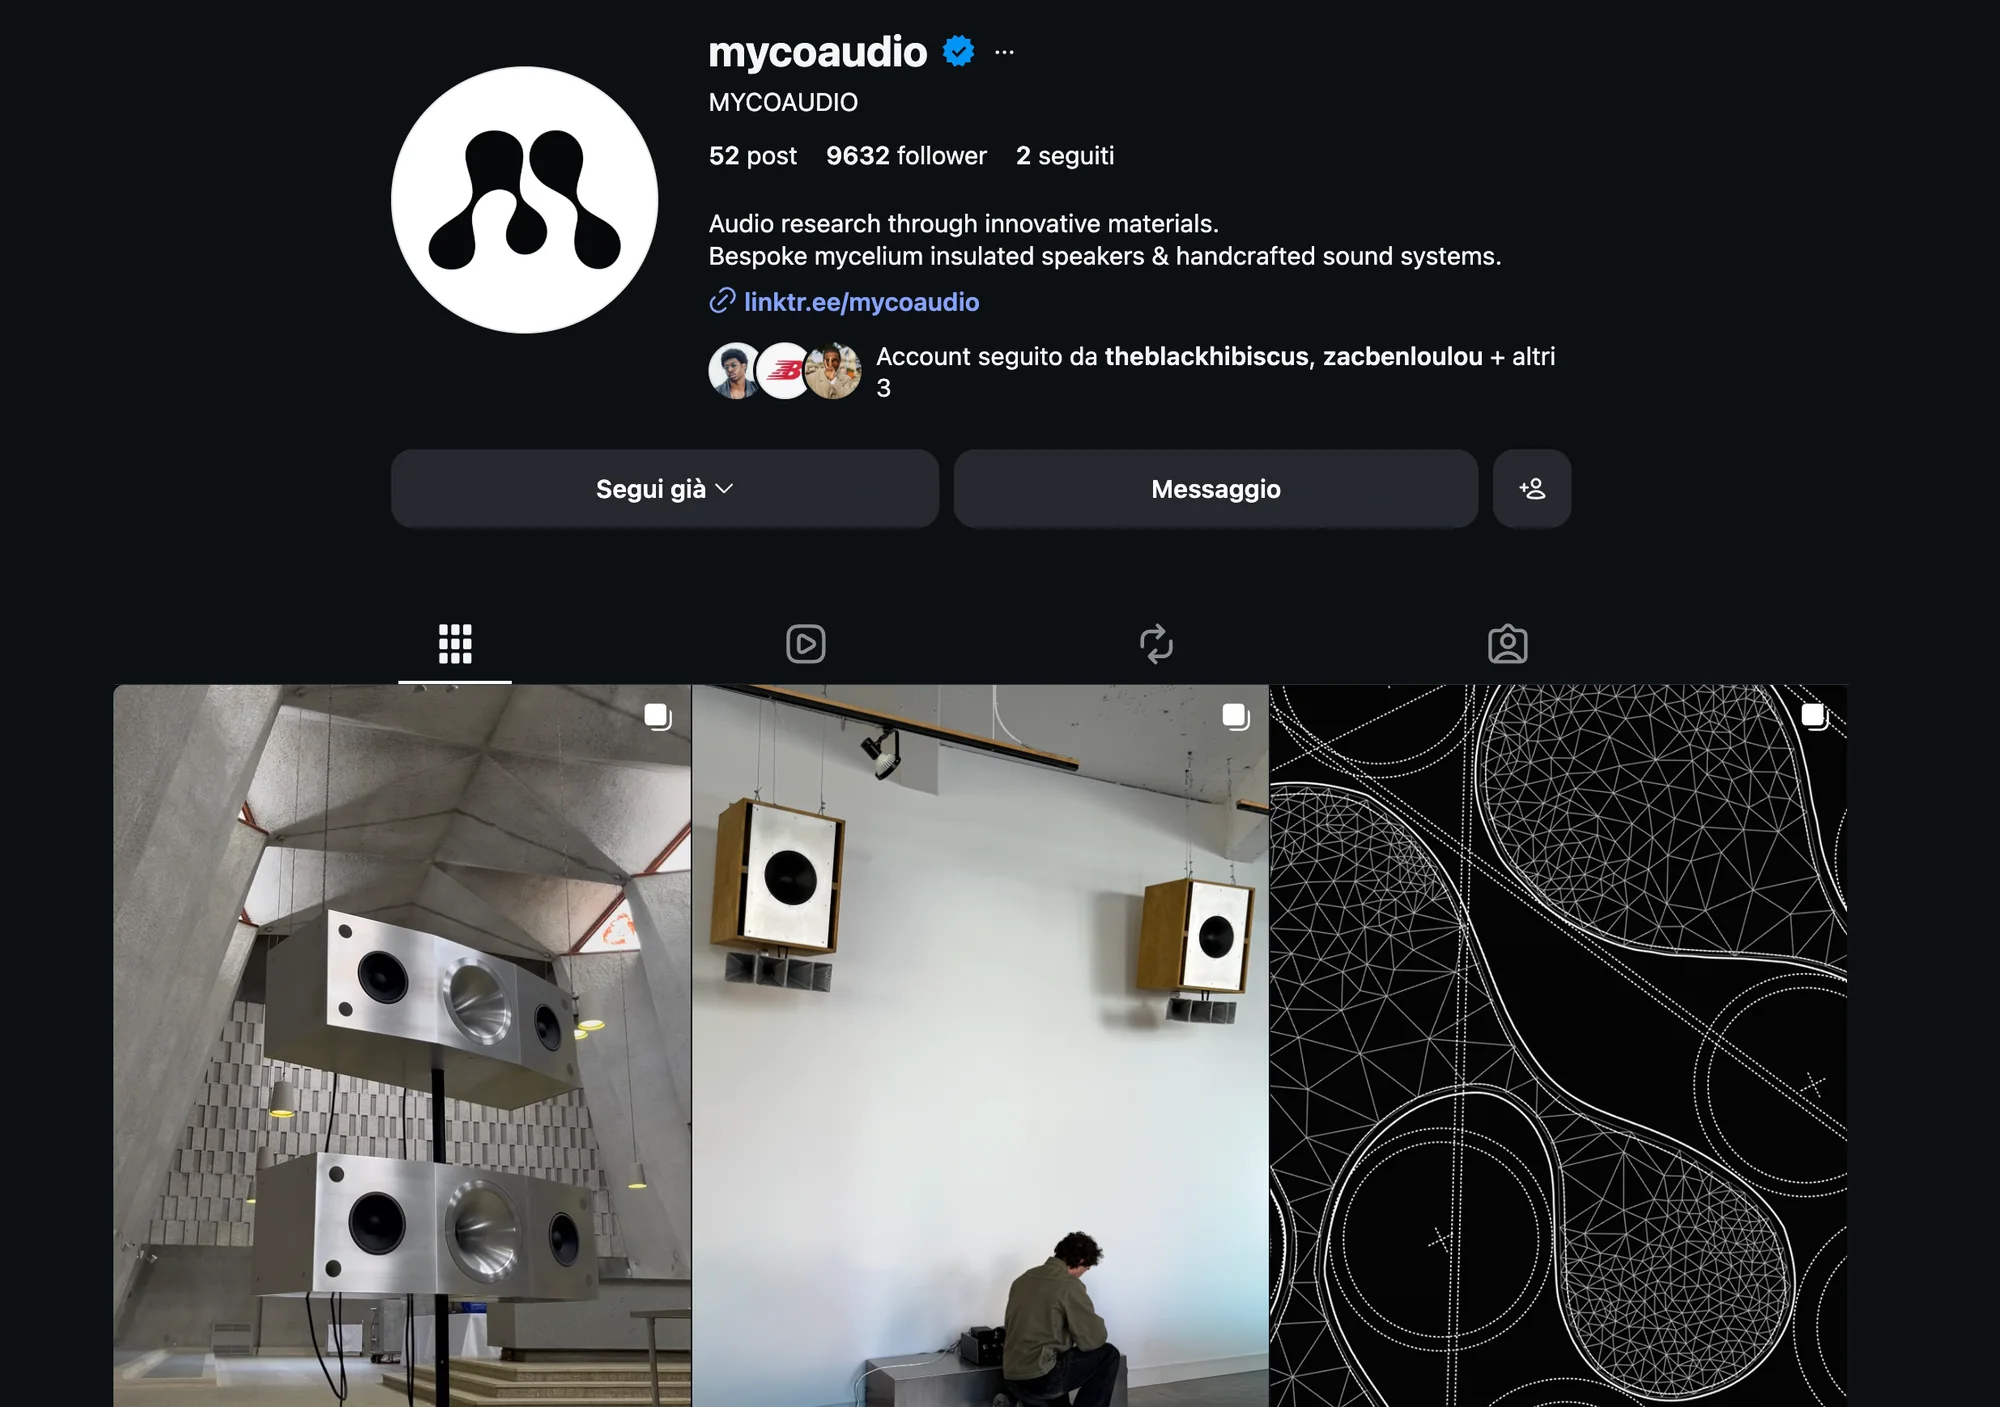 mycoaudio
MYCOAUDIO
52 post 9632 follower 2 seguiti
Audio research through innovative materials.
Bespoke mycelium insulated speakers & handcrafted sound systems.
linktr.ee/mycoaudio
Account seguito da theblackhibiscus, zacbenloulou + altri
3
Segui già
Messaggio